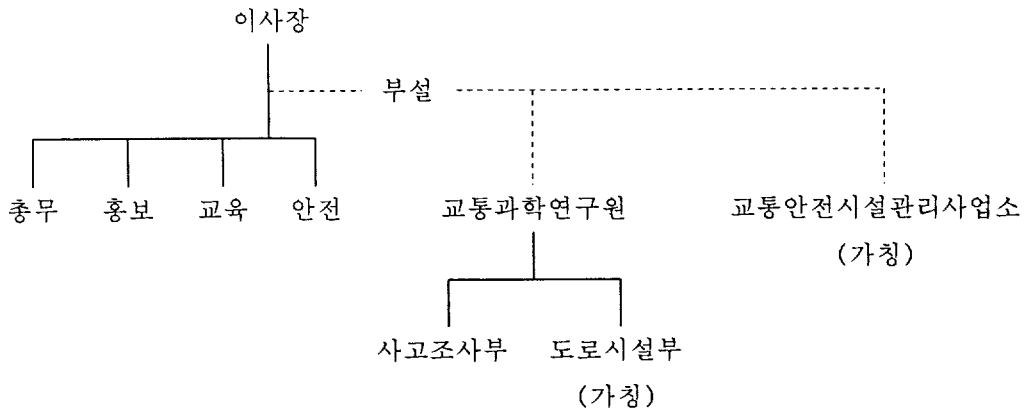 이사장
부설
총무 홍보 교육 안전 교통과학연구원 교통안전시설관리사업소
(가칭)
사고조사부 도로시설부
(가칭)